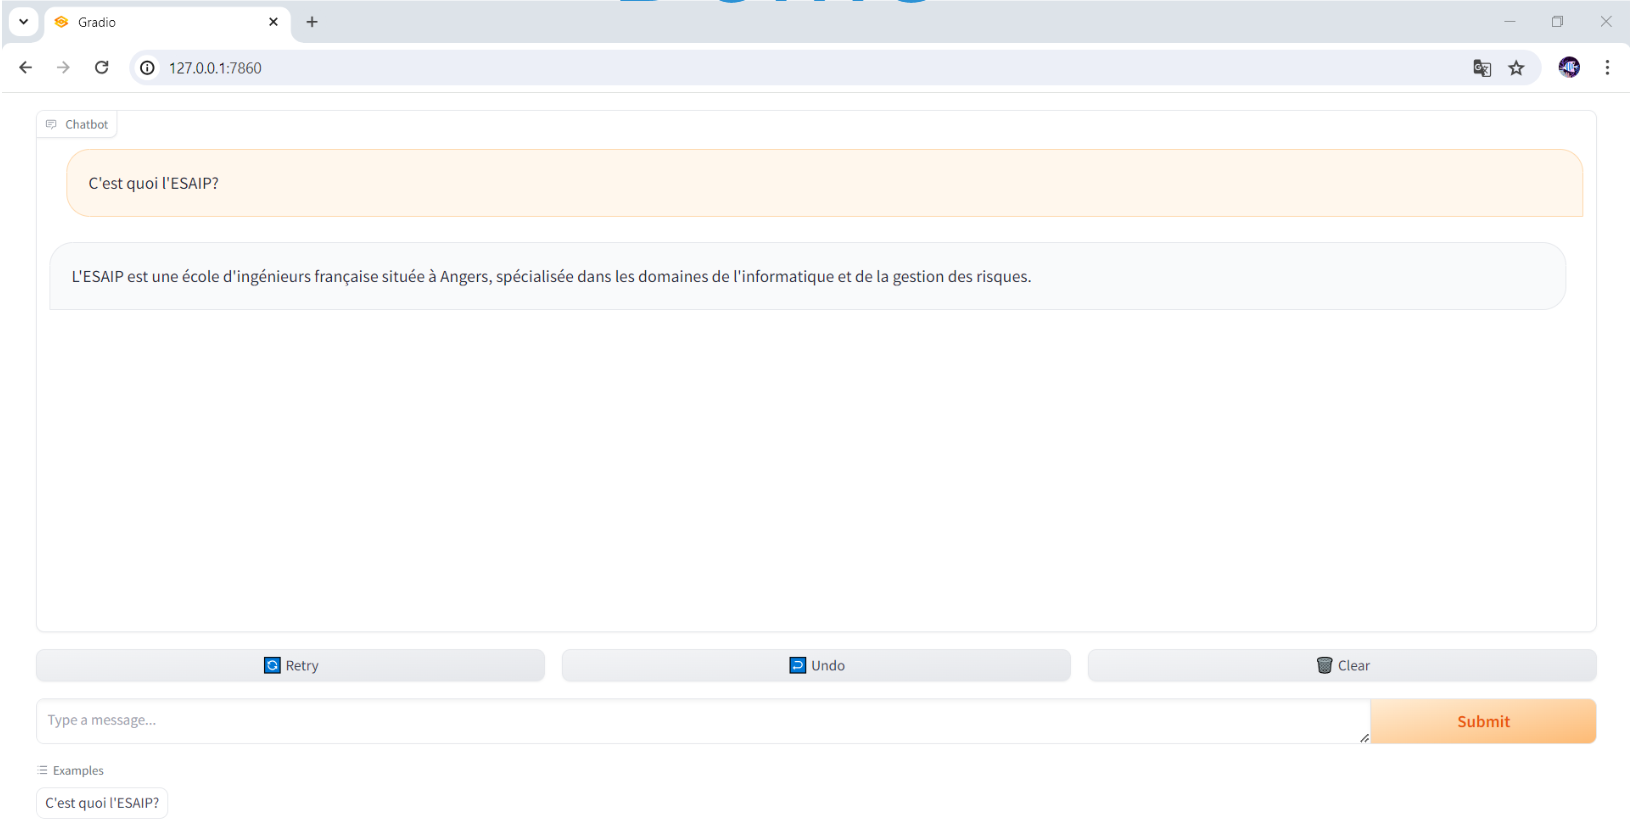 Gradio
127.0.0.1:7860
Chatbot
C'est quoi l'ESAIP?
L'ESAIP est une école d'ingénieurs française située à Angers, spécialisée dans les domaines de l'informatique et de la gestion des risques.
Retry
Undo
Clear
Type a message...
Submit
Examples
C'est quoi l'ESAIP?